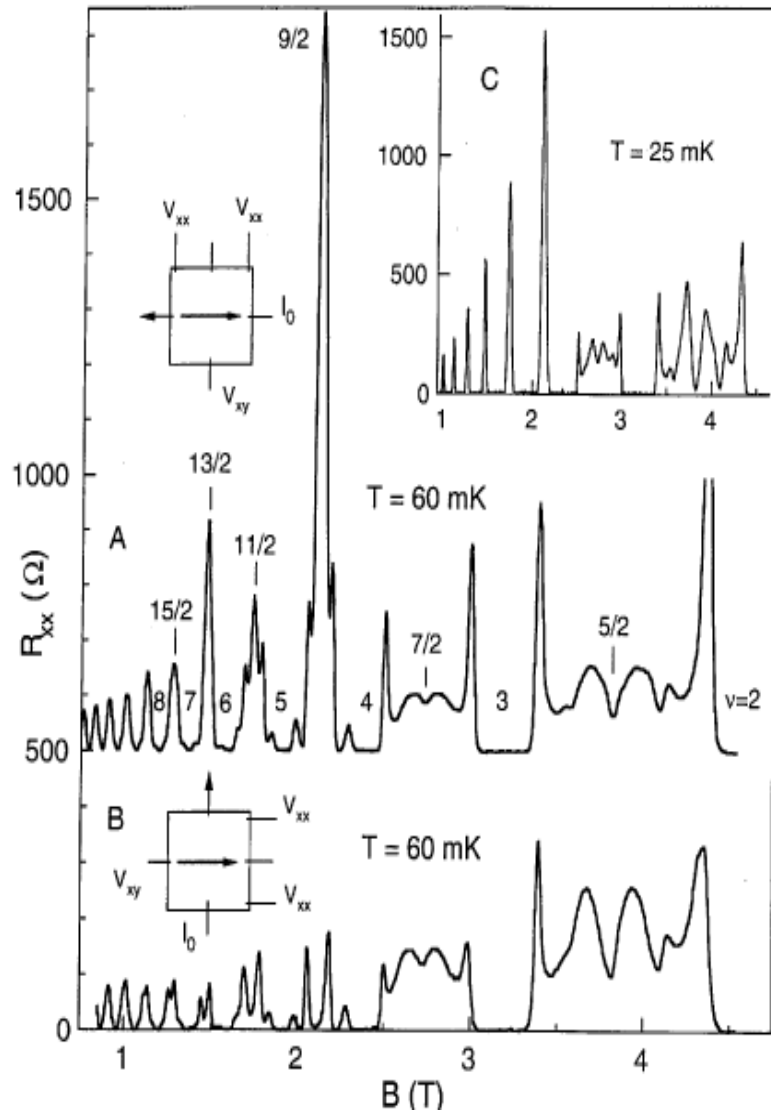 9/2
1500
C
T = 25 mK
1000
500
0
1
2
3
4
1500
V_xx
V_xx
I_0
V_xy
1000
13/2
T = 60 mK
A
11/2
15/2
7/2
5/2
8
7
6
5
4
3
ν=2
R_xx (Ω)
500
B
V_xx
T = 60 mK
V_xy
V_xx
I_0
0
1
2
3
4
B (T)